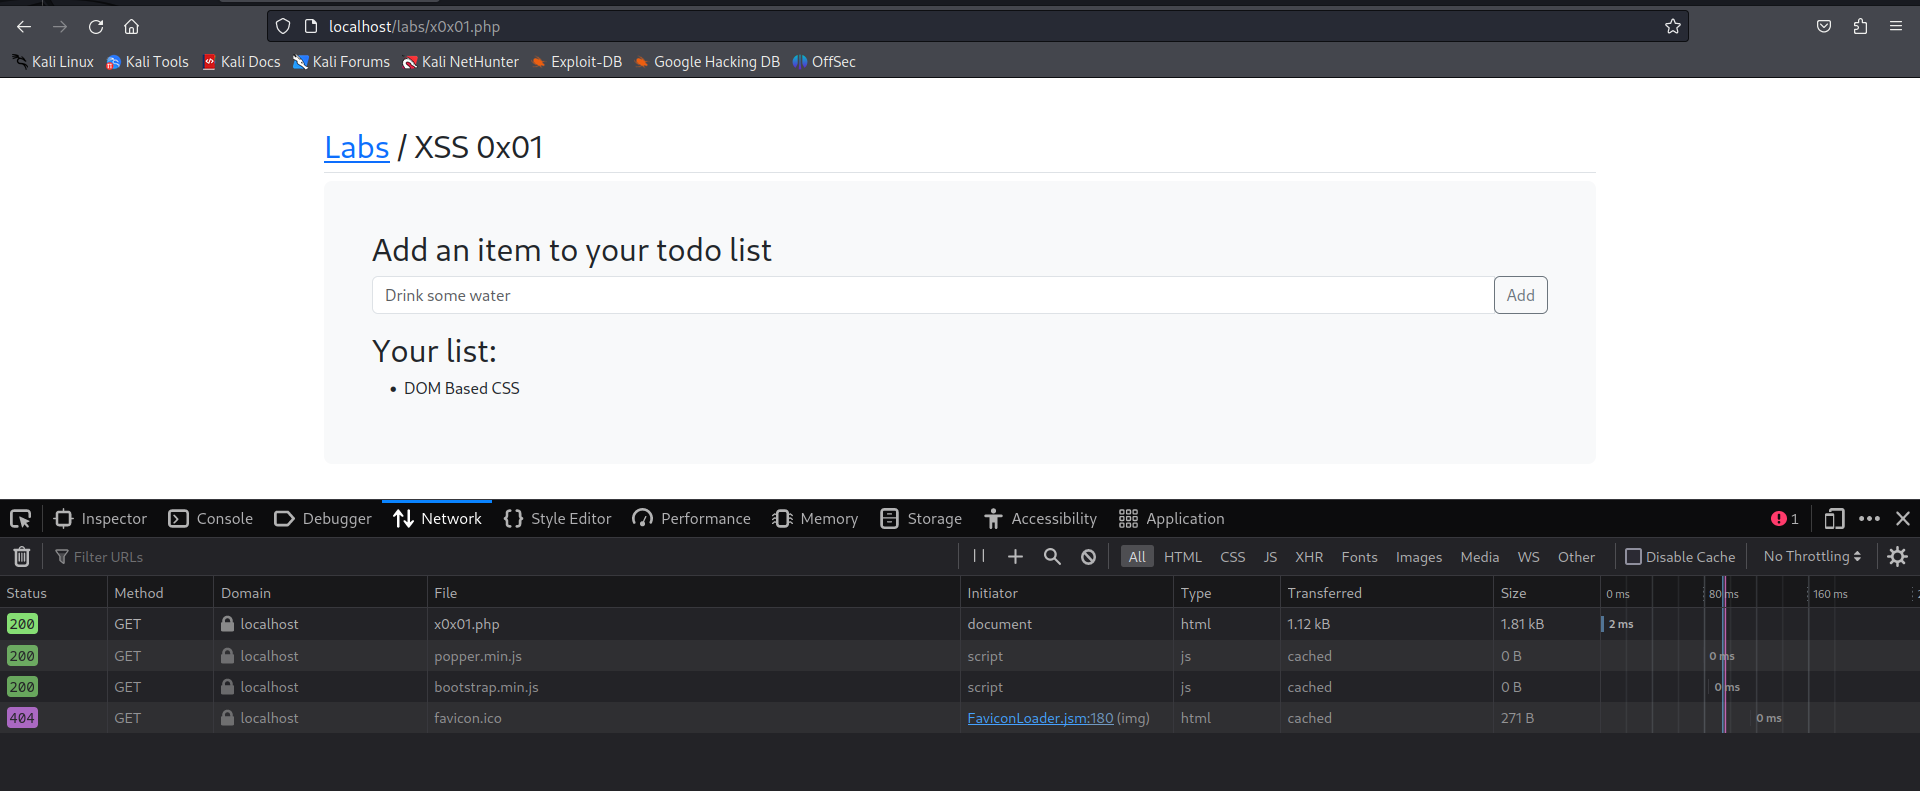 localhost/labs/x0x01.php
Kali Linux Kali Tools Kali Docs Kali Forums Kali NetHunter Exploit-DB Google Hacking DB OffSec
Labs / XSS 0x01
Add an item to your todo list
Drink some water Add
Your list:
• DOM Based CSS
Inspector Console Debugger Network Style Editor Performance Memory Storage Accessibility Application 1
Filter URLs All HTML CSS JS XHR Fonts Images Media WS Other Disable Cache No Throttling
Status Method Domain File Initiator Type Transferred Size 0 ms 80 ms 160 ms
200 GET localhost x0x01.php document html 1.12 kB 1.81 kB 2 ms
200 GET localhost popper.min.js script js cached 0 B 0 ms
200 GET localhost bootstrap.min.js script js cached 0 B 0 ms
404 GET localhost favicon.ico FaviconLoader.jsm:180 (img) html cached 271 B 0 ms